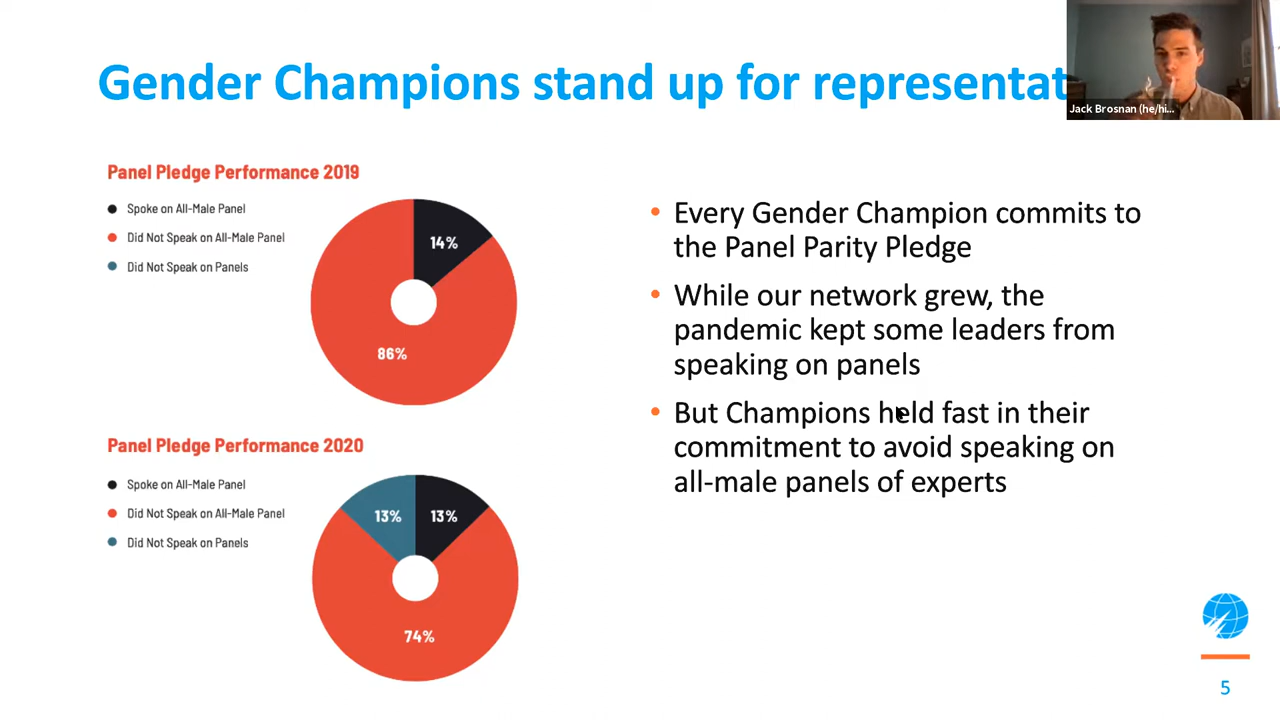 Gender Champions stand up for representat
Jack Brosnan (he/hi...
Panel Pledge Performance 2019
Spoke on All-Male Panel
Did Not Speak on All-Male Panel
Did Not Speak on Panels
14%
86%
Panel Pledge Performance 2020
Spoke on All-Male Panel
Did Not Speak on All-Male Panel
Did Not Speak on Panels
13%
13%
74%
• Every Gender Champion commits to
the Panel Parity Pledge
• While our network grew, the
pandemic kept some leaders from
speaking on panels
• But Champions held fast in their
commitment to avoid speaking on
all-male panels of experts
5